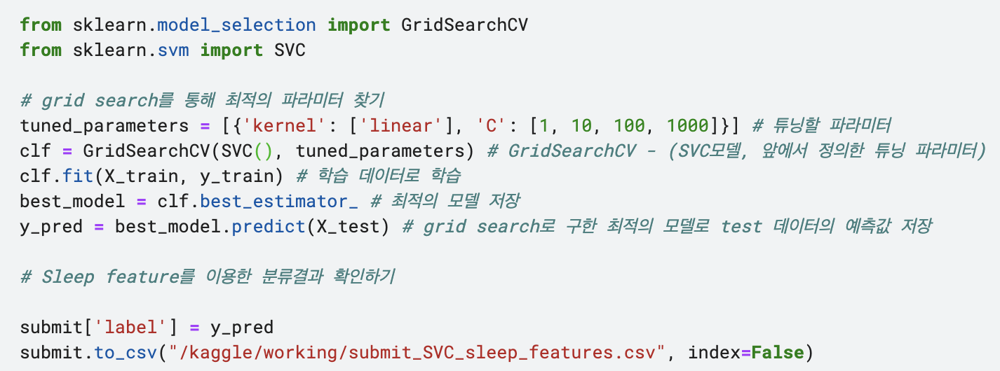 from sklearn.model_selection import GridSearchCV
from sklearn.svm import SVC
# grid search를 통해 최적의 파라미터 찾기
tuned_parameters = [{'kernel': ['linear'], 'C': [1, 10, 100, 1000]}] # 튜닝할 파라미터
clf = GridSearchCV(SVC(), tuned_parameters) # GridSearchCV - (SVC모델, 앞에서 정의한 튜닝 파라미터)
clf.fit(X_train, y_train) # 학습 데이터로 학습
best_model = clf.best_estimator_ # 최적의 모델 저장
y_pred = best_model.predict(X_test) # grid search로 구한 최적의 모델로 test 데이터의 예측값 저장
# Sleep feature를 이용한 분류결과 확인하기
submit['label'] = y_pred
submit.to_csv("/kaggle/working/submit_SVC_sleep_features.csv", index=False)